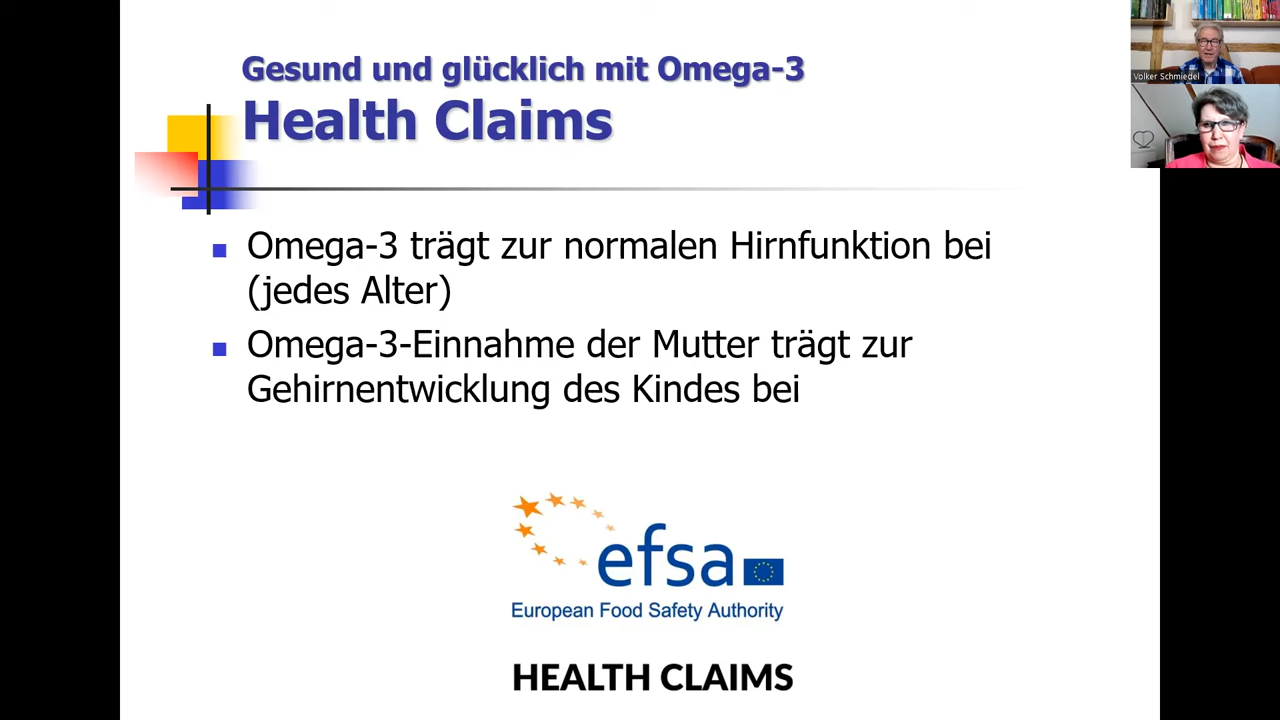 Gesund und glücklich mit Omega-3
Health Claims
Omega-3 trägt zur normalen Hirnfunktion bei
(jedes Alter)
Omega-3-Einnahme der Mutter trägt zur
Gehirnentwicklung des Kindes bei
efsa
European Food Safety Authority
HEALTH CLAIMS
Volker Schmiedel